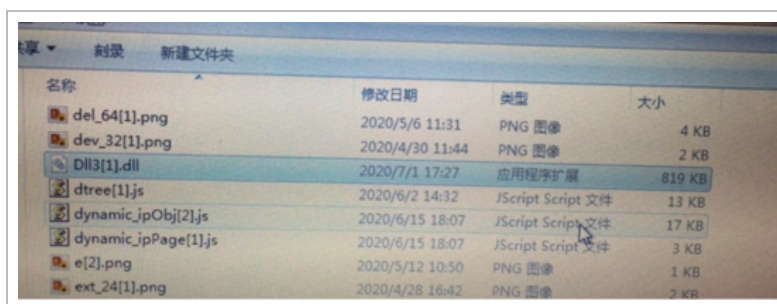 共享 ▼ 刻录 新建文件夹
名称 修改日期 类型 大小
del_64[1].png 2020/5/6 11:31 PNG 图像 4 KB
dev_32[1].png 2020/4/30 11:44 PNG 图像 2 KB
Dll3[1].dll 2020/7/1 17:27 应用程序扩展 819 KB
dtree[1].js 2020/6/2 14:32 JScript Script 文件 13 KB
dynamic_ipObj[2].js 2020/6/15 18:07 JScript Script 文件 17 KB
dynamic_ipPage[1].js 2020/6/15 18:07 JScript Script 文件 3 KB
e[2].png 2020/5/12 10:50 PNG 图像 1 KB
ext_24[1].png 2020/4/28 16:42 PNG 图像 2 KB